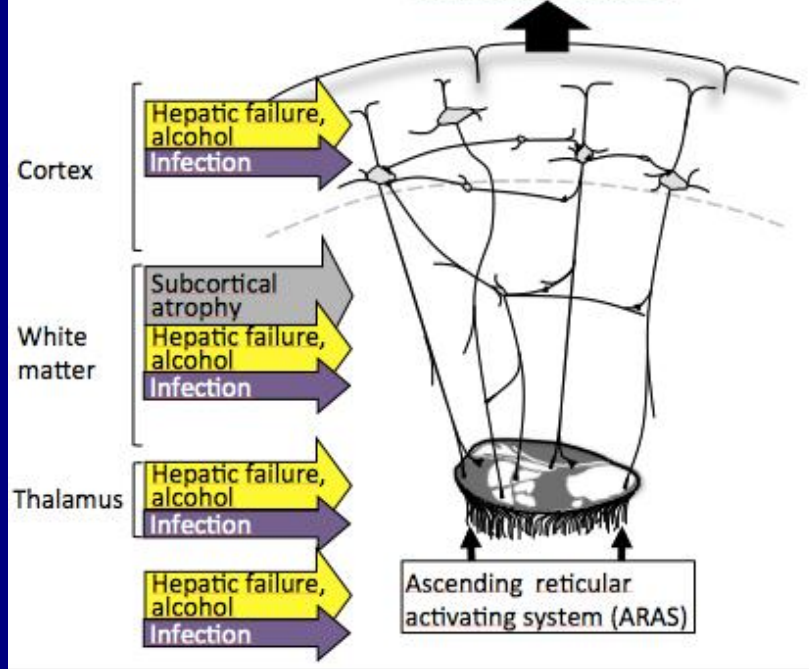 Cortex
Hepatic failure,
alcohol
Infection
White
matter
Subcortical
atrophy
Hepatic failure,
alcohol
Infection
Thalamus
Hepatic failure,
alcohol
Infection
Hepatic failure,
alcohol
Infection
Ascending reticular
activating system (ARAS)